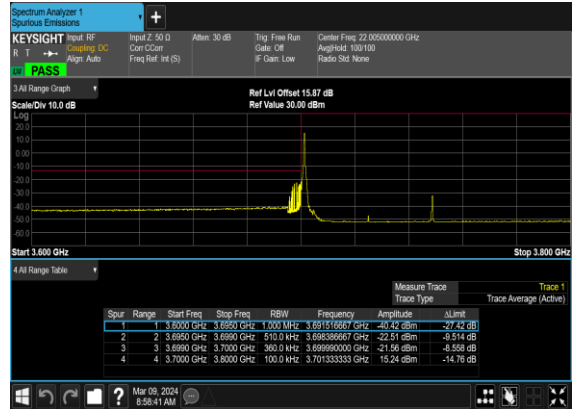 Spectrum Analyzer 1
Spurious Emissions
+
KEYSIGHT Input: RF Input Z: 50 Ω Atten: 30 dB Trig: Free Run Center Freq: 22.005000000 GHz
R T Coupling: DC Corr CCorr Gate: Off Avg|Hold: 100/100
Align: Auto Freq Ref: Int (S) IF Gain: Low Radio Std: None
PASS
3 All Range Graph
Ref Lvl Offset 15.87 dB
Scale/Div 10.0 dB Ref Value 30.00 dBm
Log
20.0
10.0
0.00
-10.0
-20.0
-30.0
-40.0
-50.0
-60.0
Start 3.600 GHz Stop 3.800 GHz
4 All Range Table
Measure Trace Trace 1
Trace Type Trace Average (Active)
Spur Range Start Freq Stop Freq RBW Frequency Amplitude ΔLimit
1 1 3.6000 GHz 3.6950 GHz 1.000 MHz 3.691516667 GHz -40.42 dBm -27.42 dB
2 2 3.6950 GHz 3.6990 GHz 510.0 kHz 3.698386667 GHz -22.51 dBm -9.514 dB
3 3 3.6990 GHz 3.7000 GHz 360.0 kHz 3.699990000 GHz -21.56 dBm -8.558 dB
4 4 3.7000 GHz 3.8000 GHz 100.0 kHz 3.701333333 GHz 15.24 dBm -14.76 dB
? Mar 09, 2024
8:58:41 AM